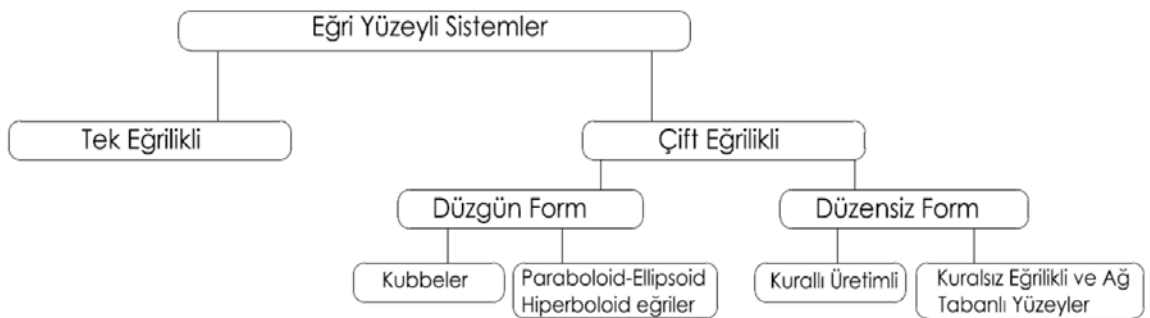 Eğri Yüzeyli Sistemler
Tek Eğrilikli
Çift Eğrilikli
Düzgün Form
Düzensiz Form
Kubbeler
Paraboloid-Ellipsoid
Hiperboloid eğriler
Kurallı Üretimli
Kuralsız Eğrilikli ve Ağ
Tabanlı Yüzeyler